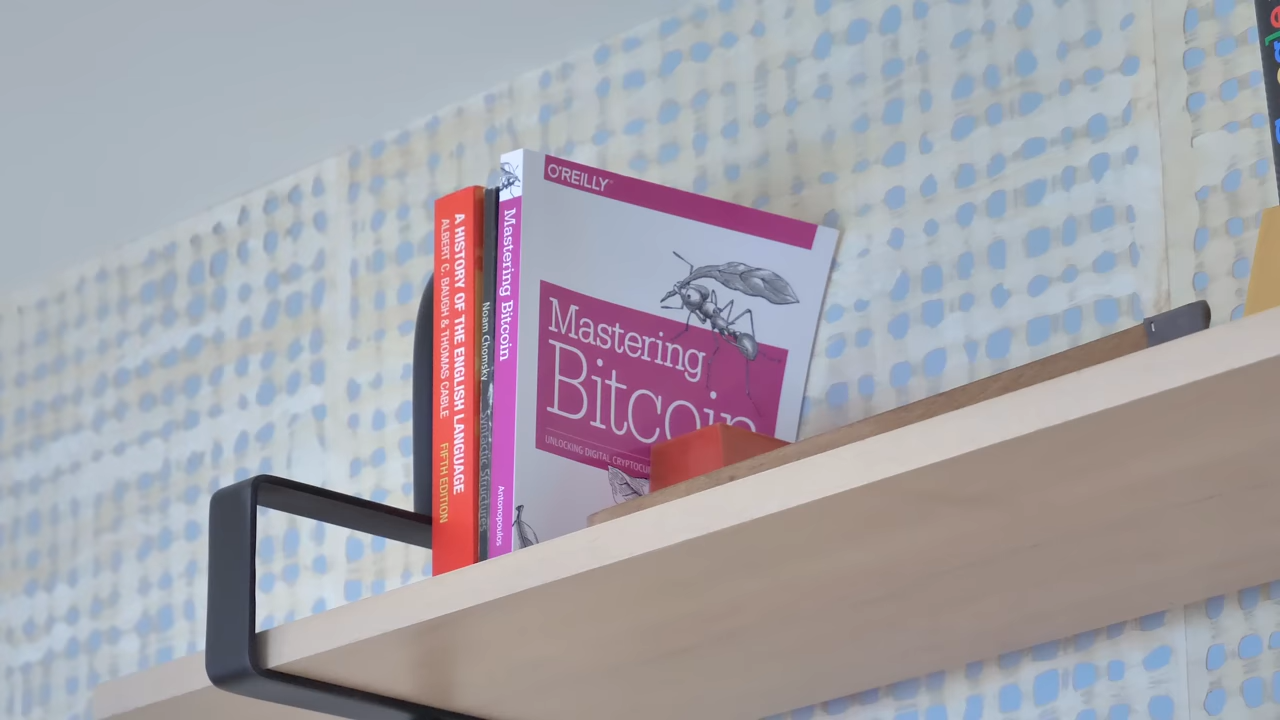 A HISTORY OF THE ENGLISH LANGUAGE
ALBERT C. BAUGH & THOMAS CABLE FIFTH EDITION
Noam Chomsky Syntactic Structures
Mastering Bitcoin
Antonopoulos
O'REILLY
Mastering
Bitcoin
UNLOCKING DIGITAL